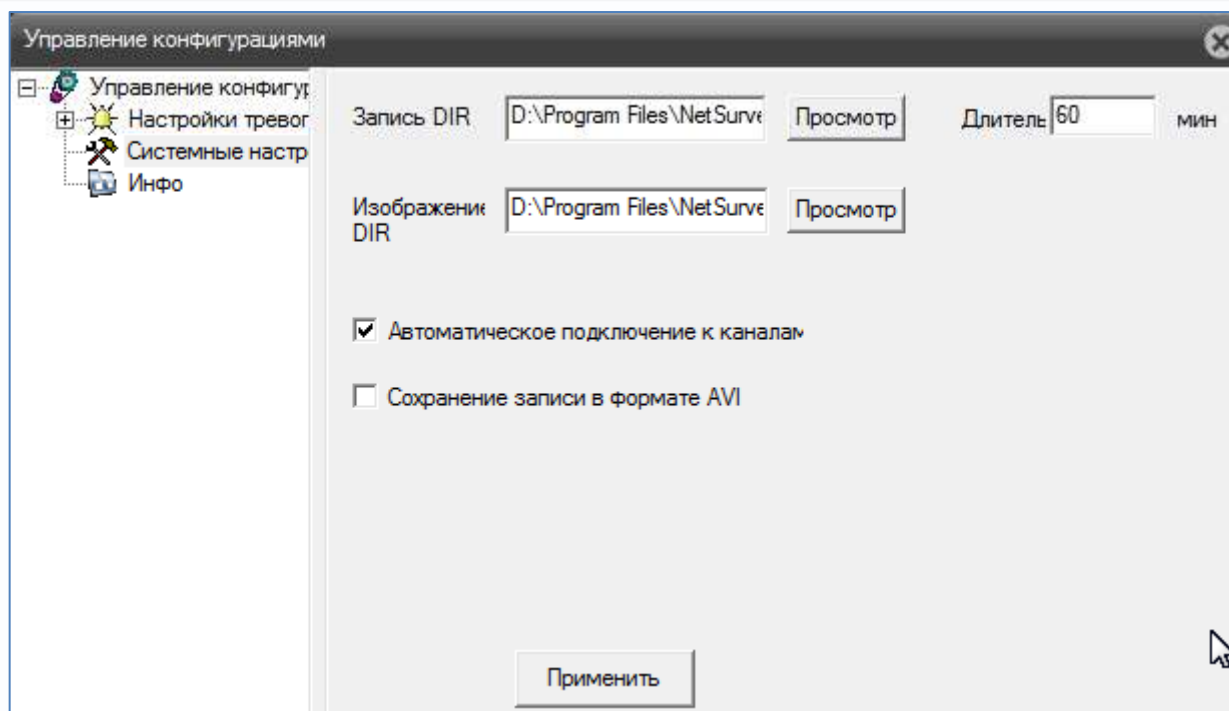 Управление конфигурациями
Управление конфигур
Настройки тревог
Системные настр
Инфо
Запись DIR D:\Program Files\NetSurve Просмотр Длитель 60 мин
Изображение DIR D:\Program Files\NetSurve Просмотр
Автоматическое подключение к каналам
Сохранение записи в формате AVI
Применить